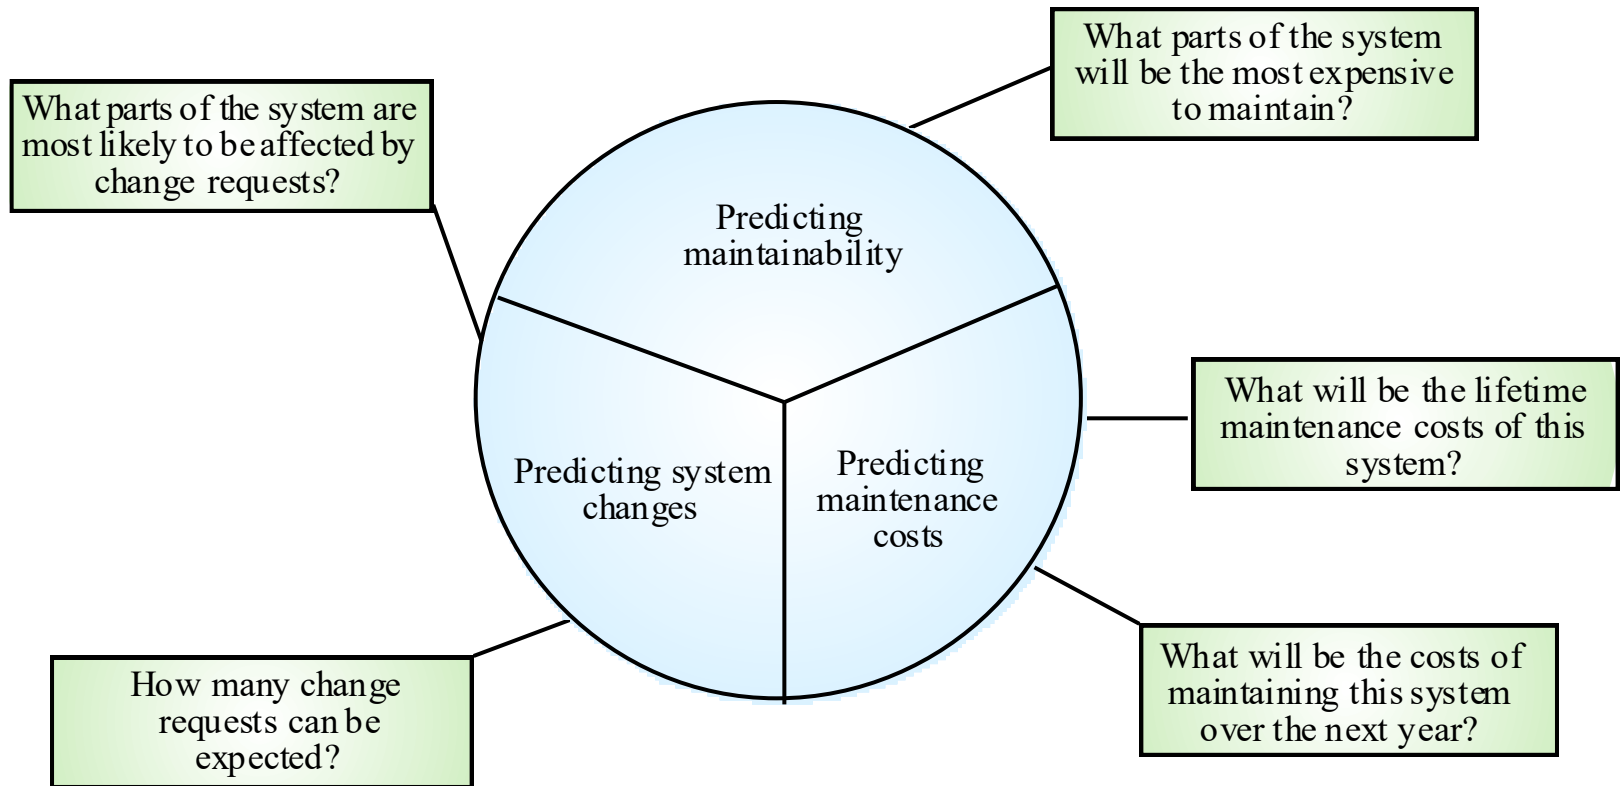 What parts of the system
will be the most expensive
to maintain?
What parts of the system are
most likely to be affected by
change requests?
Predicting
maintainability
What will be the lifetime
maintenance costs of this
system?
Predicting system
changes
Predicting
maintenance
costs
How many change
requests can be
expected?
What will be the costs of
maintaining this system
over the next year?